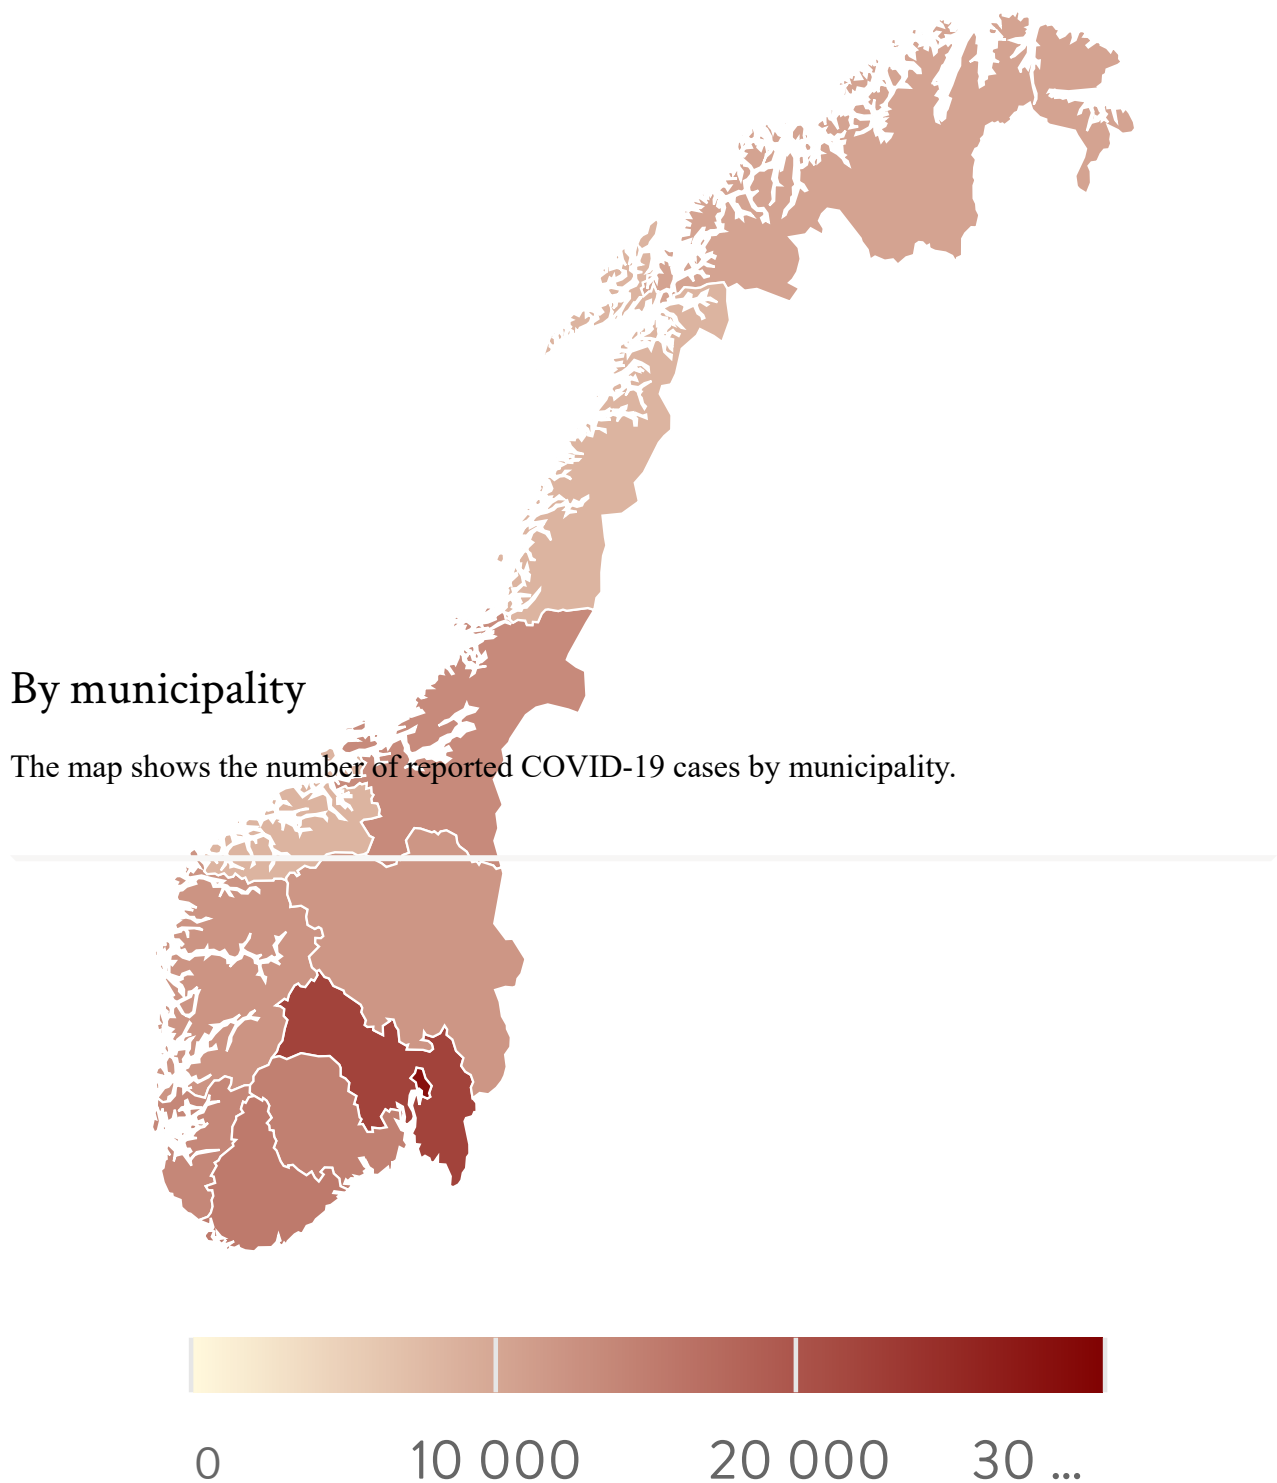 By municipality
The map shows the number of reported COVID-19 cases by municipality.
0 10 000 20 000 30 ...